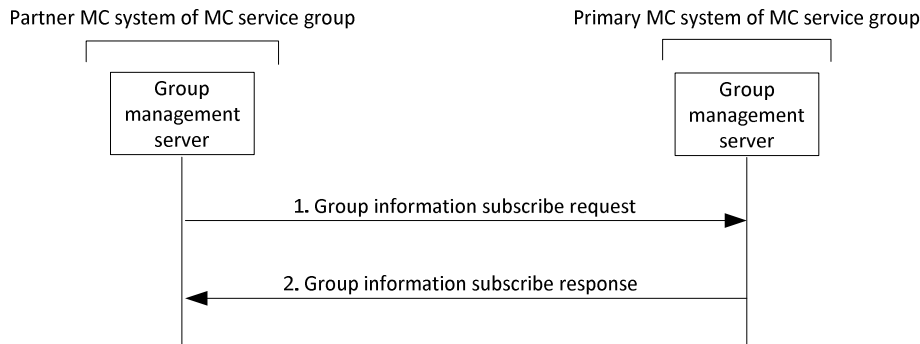 Partner MC system of MC service group
Primary MC system of MC service group
Group
management
server
Group
management
server
1. Group information subscribe request
2. Group information subscribe response